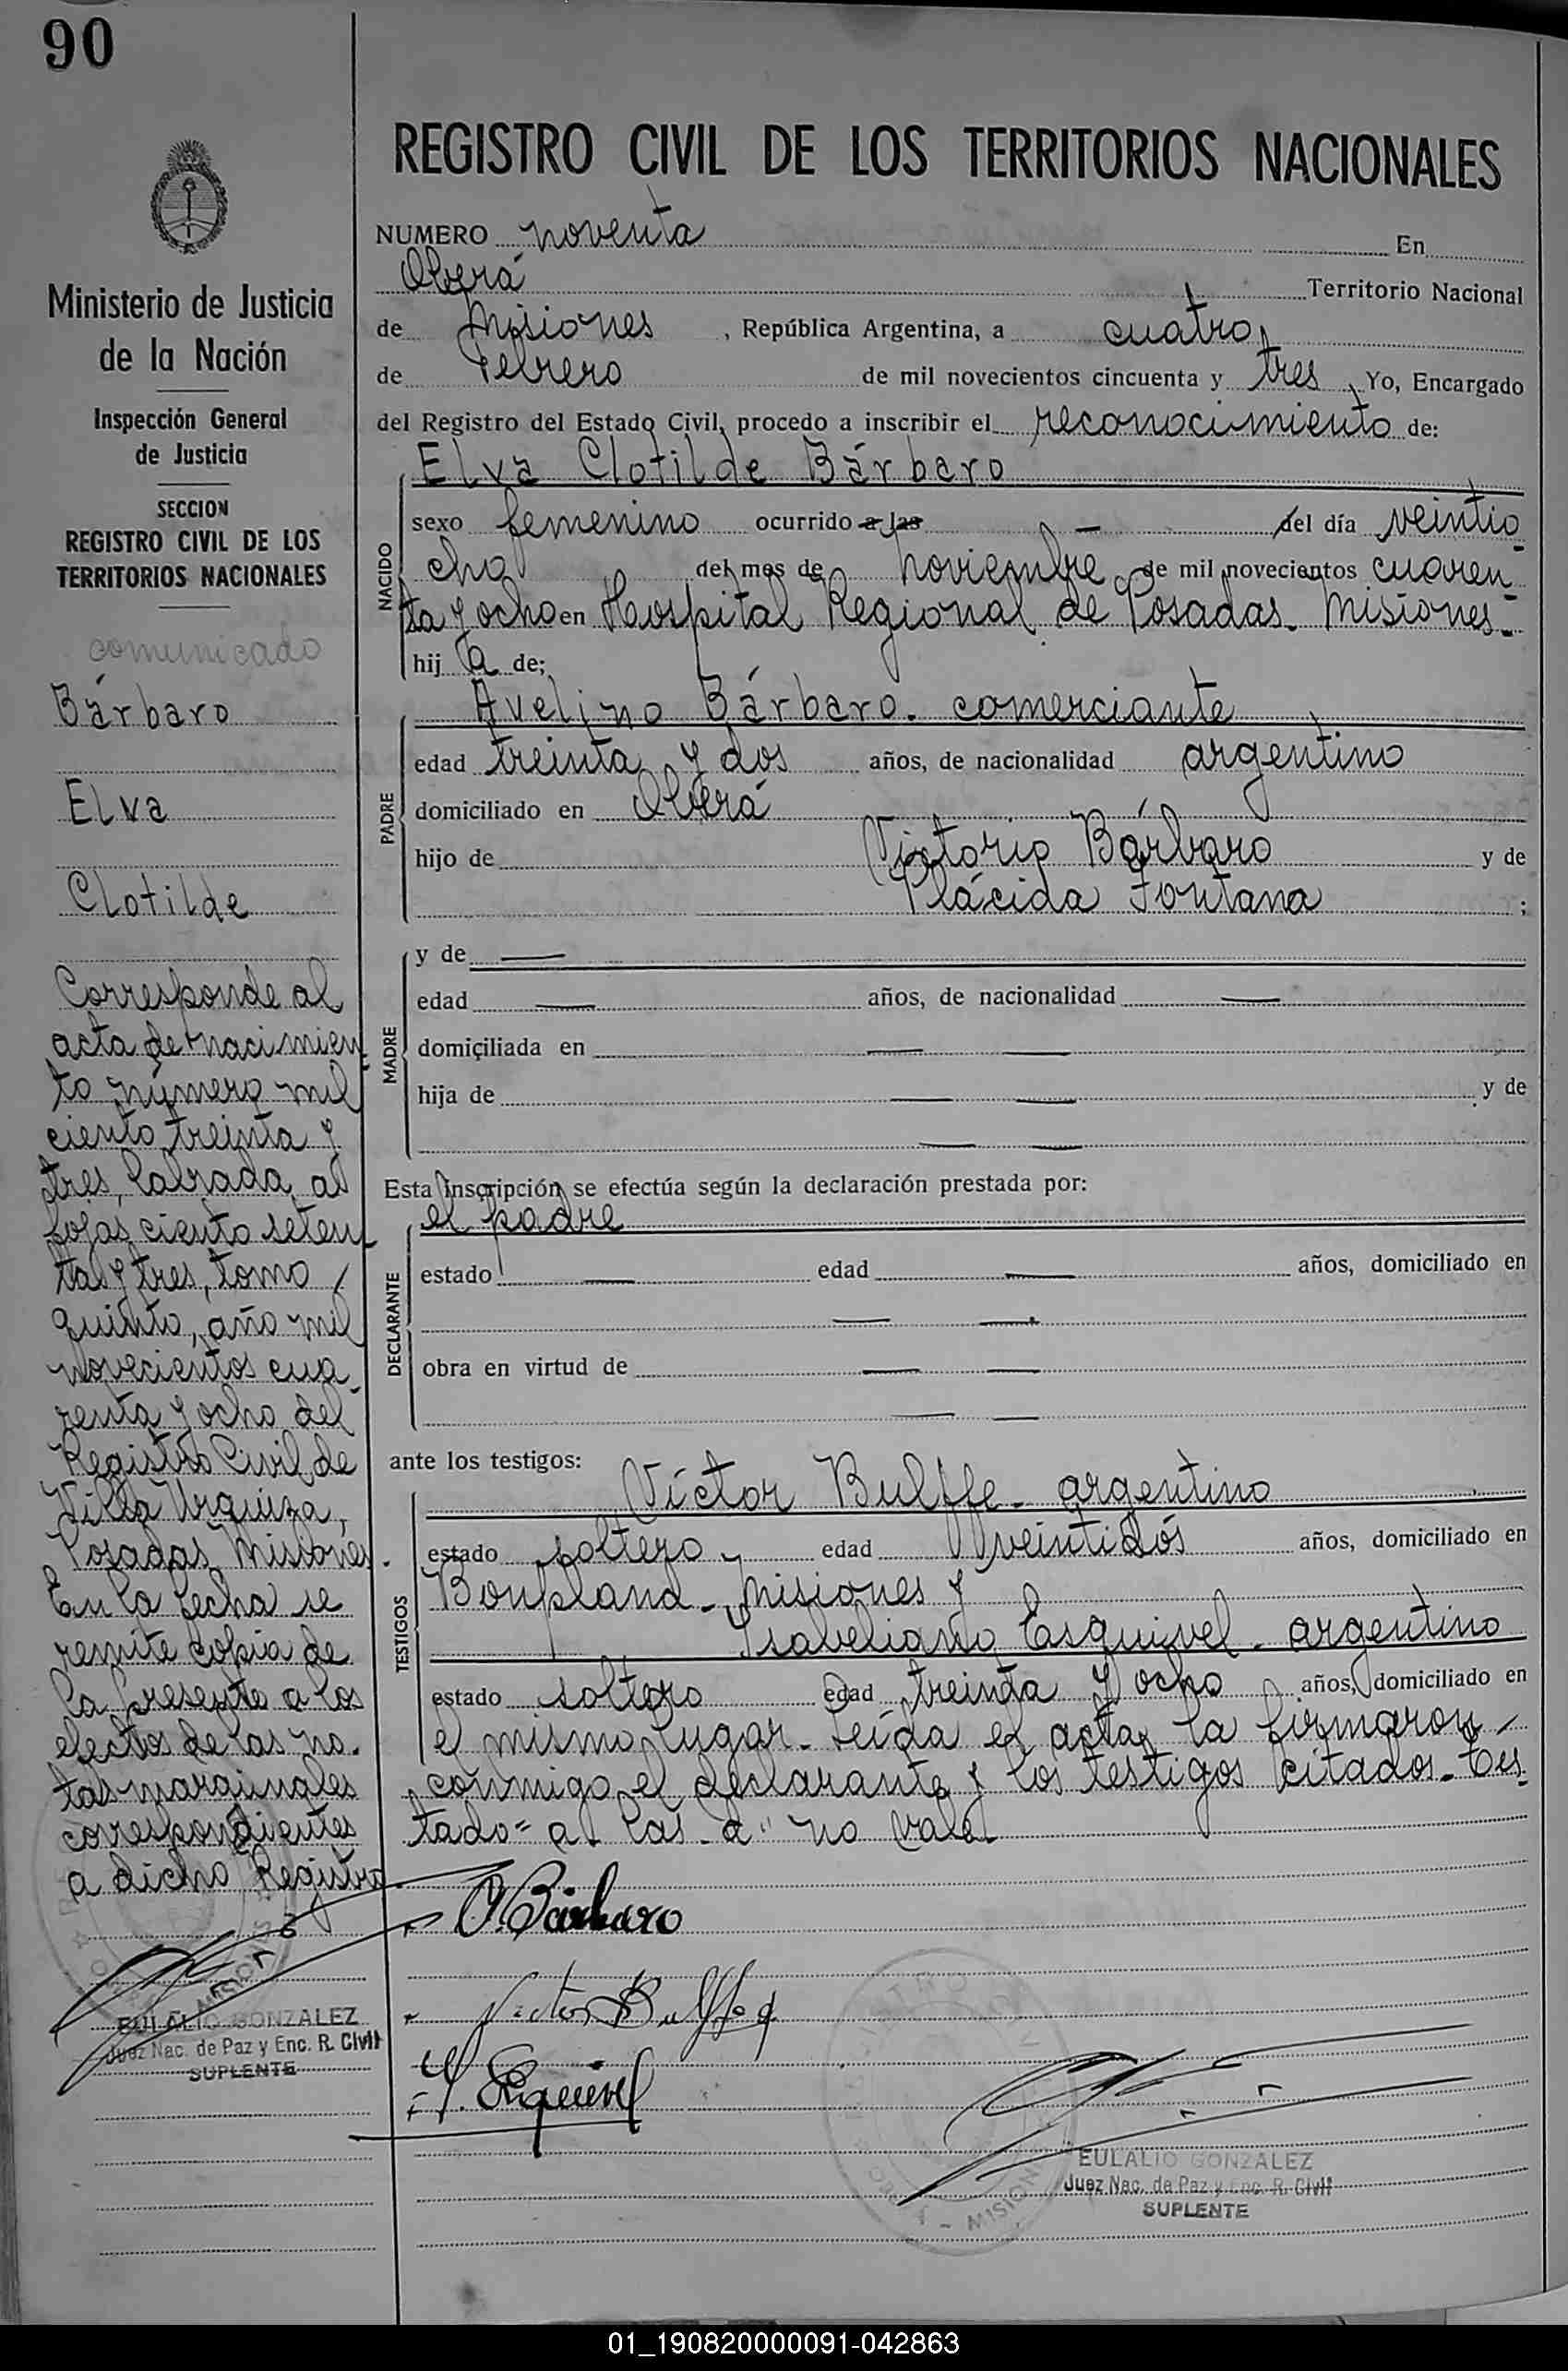 90
Ministerio de Justicia
de la Nación
Inspección General
de Justicia
SECCION
REGISTRO CIVIL DE LOS
TERRITORIOS NACIONALES
comunicado
Bárbaro
Elva
Clotilde
Corresponde al
acta de nacimien
to número mil
ciento treinta y
tres, labrada al
fojas ciento seten
ta y tres, tomo
quinto, año mil
novecientos cua
renta y ocho del
Registro Civil de
Villa Urquiza,
Posadas Misiones.
En la fecha se
remite copia de
la presente a los
efectos de las no.
tas marginales
correspondientes
a dicho Registro.
EULALIO GONZALEZ
Juez Nac. de Paz y Enc. R. Civil
SUPLENTE
REGISTRO CIVIL DE LOS TERRITORIOS NACIONALES
NUMERO noventa En
Oberá Territorio Nacional
de Misiones , República Argentina, a cuatro
de Febrero de mil novecientos cincuenta y tres Yo, Encargado
del Registro del Estado Civil, procedo a inscribir el reconocimiento de:
Elva Clotilde Bárbaro
NACIDO
sexo femenino ocurrido a las — del día veintio
cho del mes de noviembre de mil novecientos cuaren
ta y ocho en Hospital Regional de Posadas. Misiones.
hij a de;
Avelino Bárbaro. comerciante
PADRE
edad treinta y dos años, de nacionalidad argentino
domiciliado en Oberá
hijo de Victorio Bárbaro y de
Plácida Fontana ;
MADRE
y de —
edad — años, de nacionalidad —
domiciliada en — —
hija de — — y de
— —
Esta inscripción se efectúa según la declaración prestada por:
el padre
DECLARANTE
estado — edad — años, domiciliado en
— —
obra en virtud de — —
— —
ante los testigos:
Víctor Bulffe - argentino
TESTIGOS
estado soltero edad veintidós años, domiciliado en
Bonpland - Misiones y
Ysabeliano Esquivel - argentino
estado soltero edad treinta y ocho años, domiciliado en
el mismo lugar - Leída el acta, la firmaron
conmigo el declarante y los testigos citados. Tes
tado = a las d" no vale
A. Bárbaro
Victor Bulffe
Y. Esquivel
EULALIO GONZALEZ
Juez Nac. de Paz y Enc. R. Civil
SUPLENTE
01_190820000091-042863